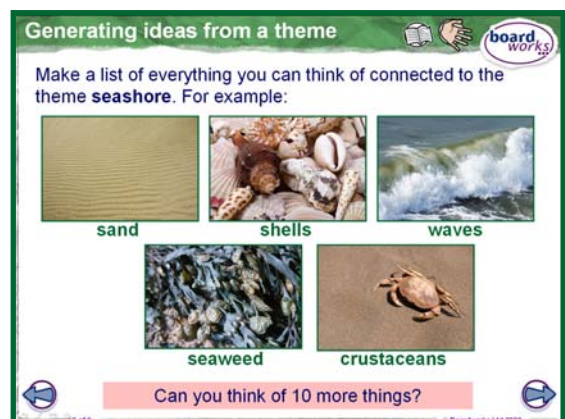 Generating ideas from a theme
board
works
Make a list of everything you can think of connected to the
theme seashore. For example:
sand
shells
waves
seaweed
crustaceans
Can you think of 10 more things?